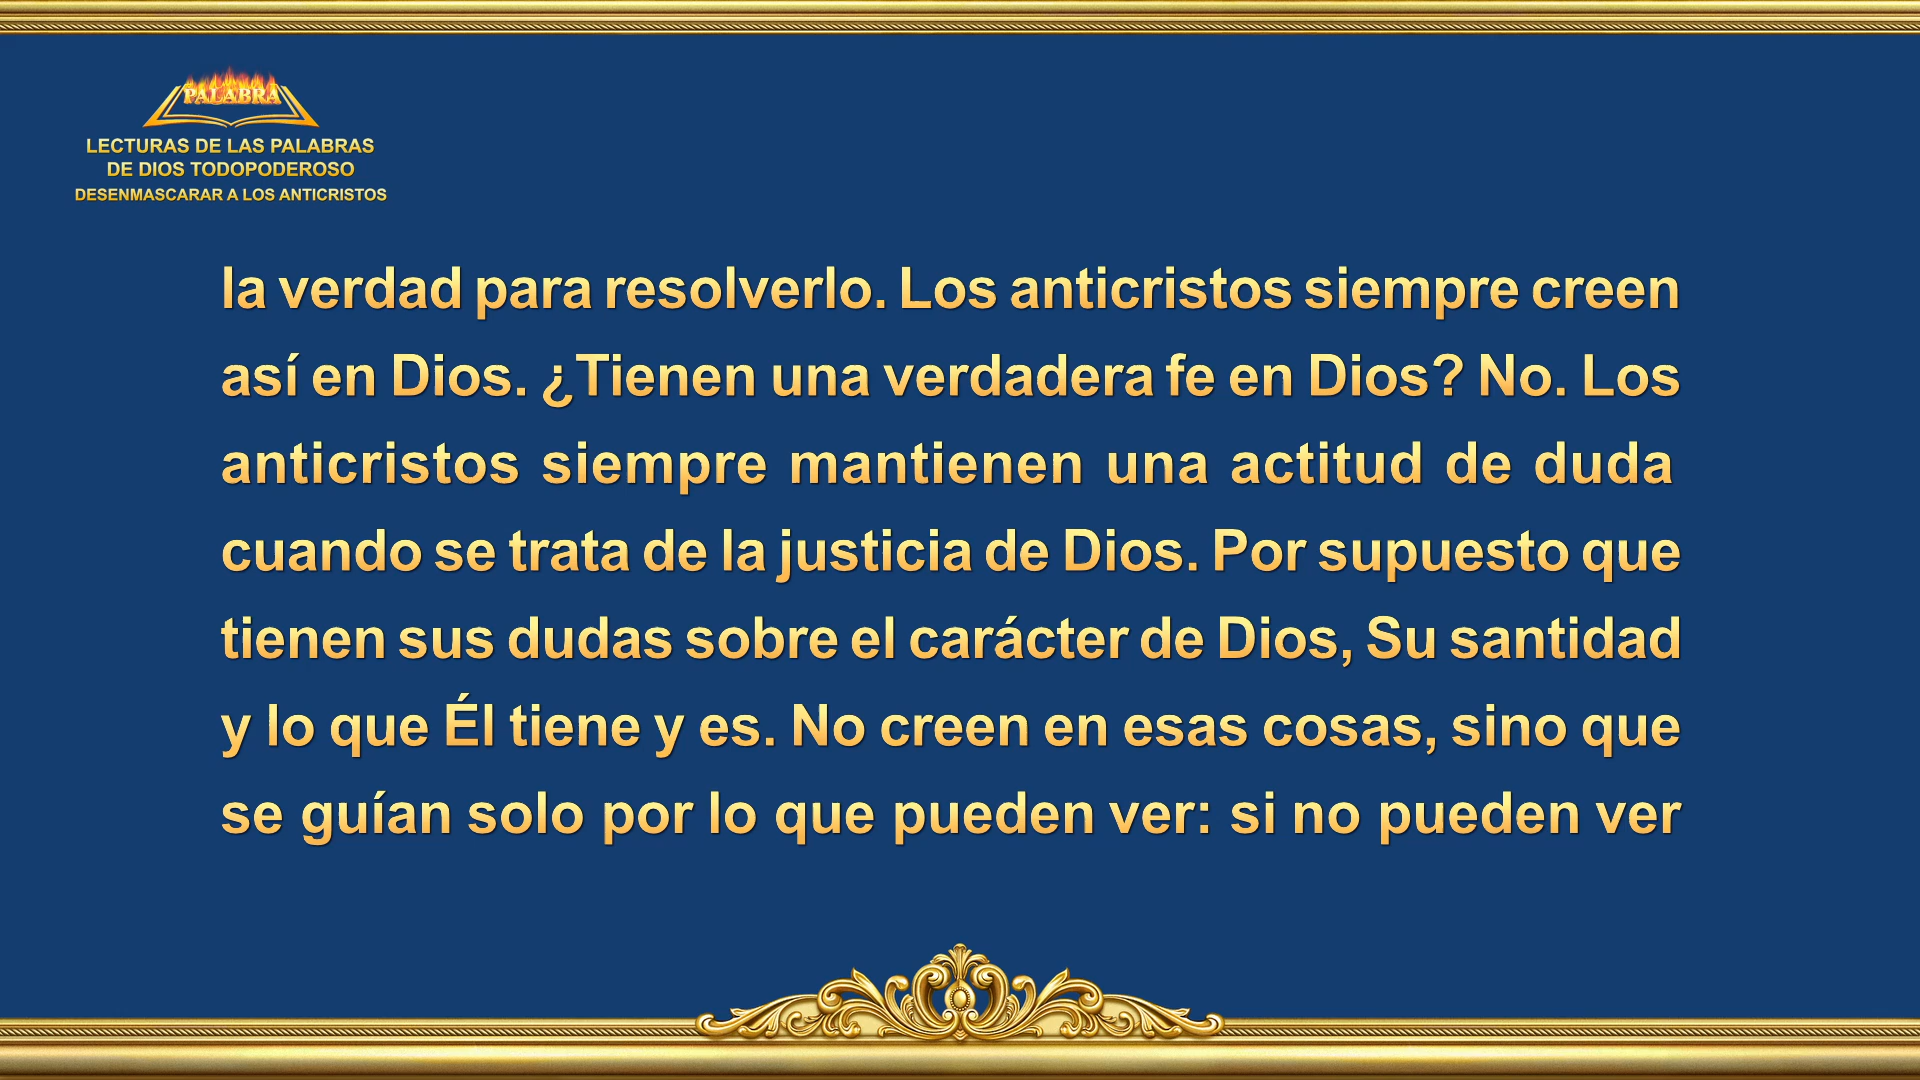 PALABRA
LECTURAS DE LAS PALABRAS
DE DIOS TODOPODEROSO
DESENMASCARAR A LOS ANTICRISTOS
la verdad para resolverlo. Los anticristos siempre creen
así en Dios. ¿Tienen una verdadera fe en Dios? No. Los
anticristos siempre mantienen una actitud de duda
cuando se trata de la justicia de Dios. Por supuesto que
tienen sus dudas sobre el carácter de Dios, Su santidad
y lo que Él tiene y es. No creen en esas cosas, sino que
se guían solo por lo que pueden ver: si no pueden ver